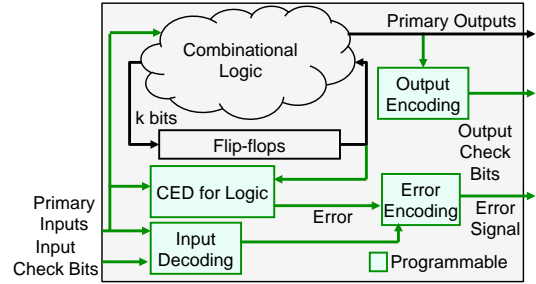 Primary Outputs
Combinational
Logic
Output
Encoding
k bits
Flip-flops
Output
Check
Bits
CED for Logic
Error
Encoding
Primary
Inputs
Error
Error
Signal
Input
Check Bits
Input
Decoding
Programmable